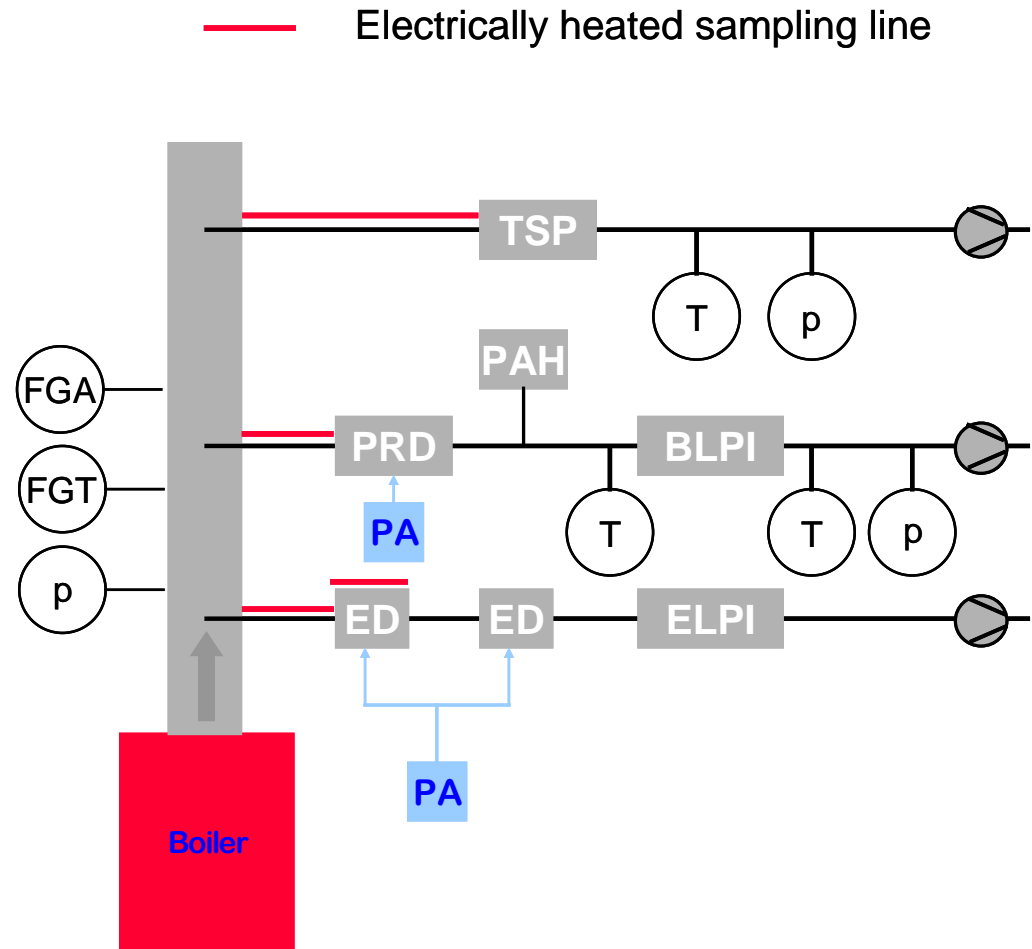 Electrically heated sampling line
TSP
T
p
PAH
FGA
PRD
BLPI
FGT
PA
T
T
p
p
ED
ED
ELPI
PA
Boiler